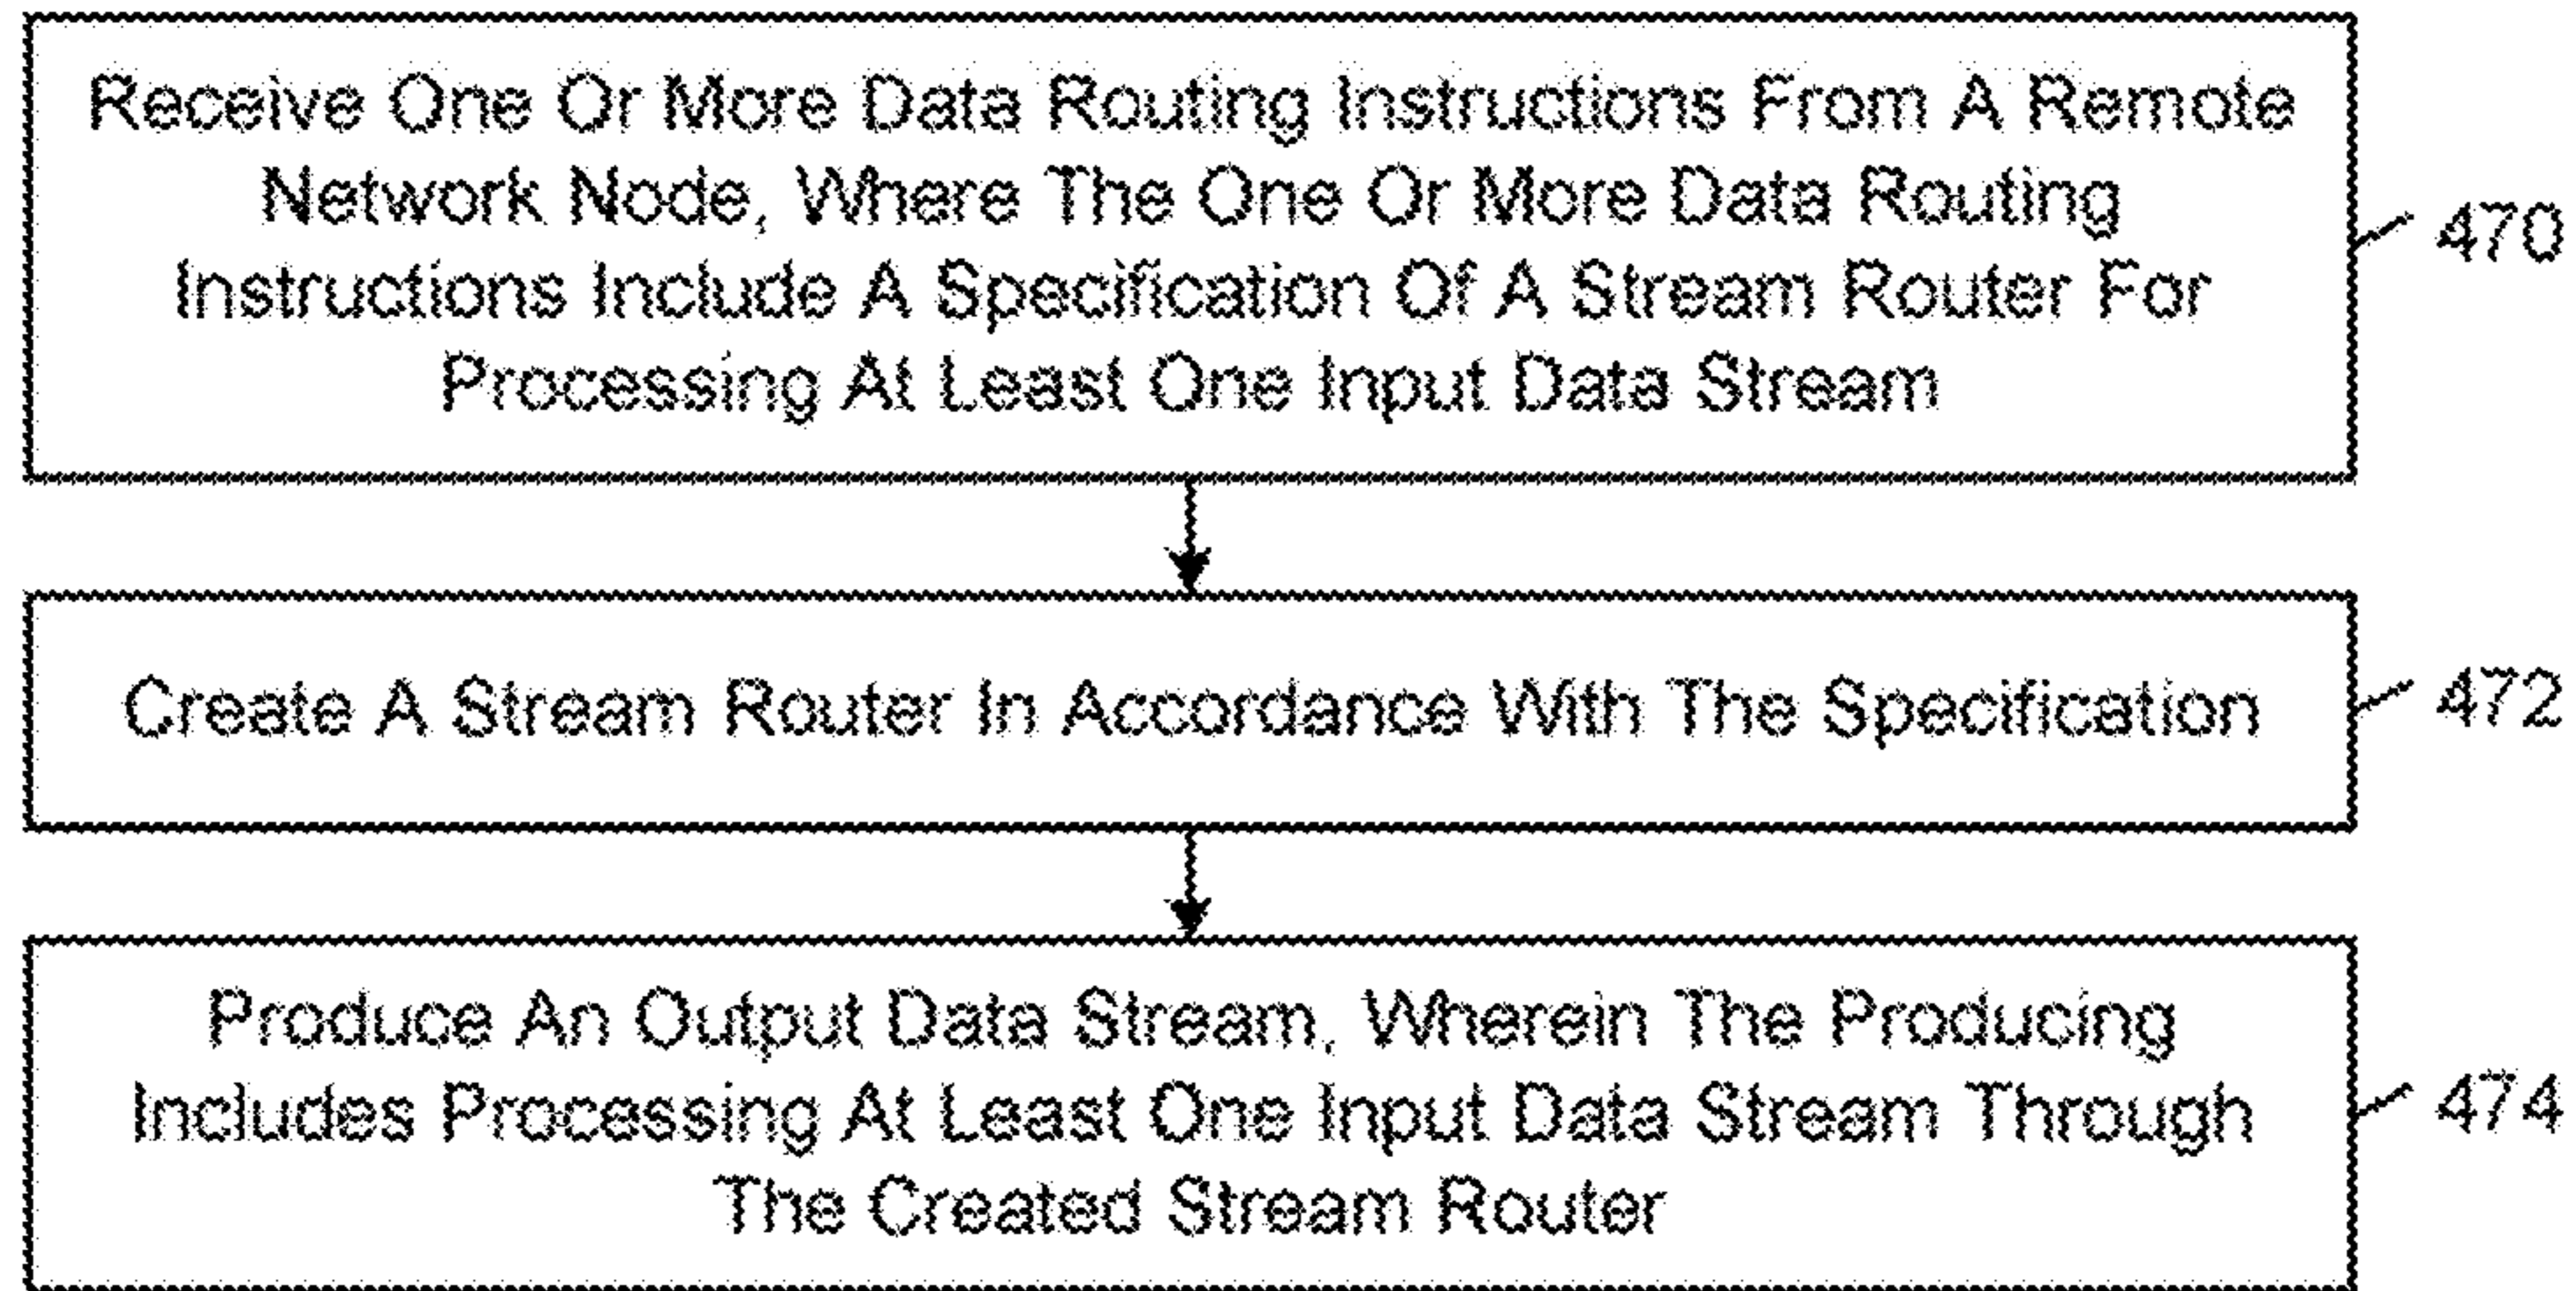 Receive One Or More Data Routing Instructions From A Remote
Network Node, Where The One Or More Data Routing
Instructions Include A Specification Of A Stream Router For
Processing At Least One Input Data Stream
470
Create A Stream Router In Accordance With The Specification
472
Produce An Output Data Stream, Wherein The Producing
Includes Processing At Least One Input Data Stream Through
The Created Stream Router
474